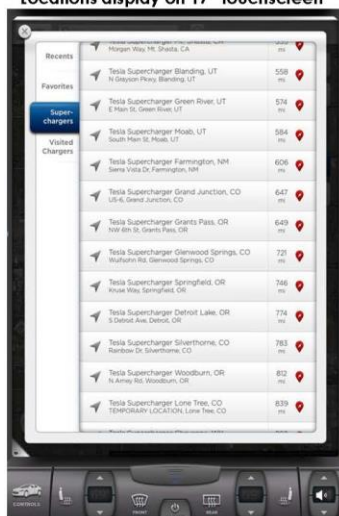 Locations display on 17" touchscreen
Recents
Favorites
Super-
chargers
Visited
Chargers
Morgan Way, Mt. Shasta, CA
mi
Tesla Supercharger Blanding, UT
N Grayson Pkwy, Blanding, UT
558
mi
Tesla Supercharger Green River, UT
E Main St, Green River, UT
574
mi
Tesla Supercharger Moab, UT
South Main St, Moab, UT
584
mi
Tesla Supercharger Farmington, NM
Sierra Vista Dr, Farmington, NM
606
mi
Tesla Supercharger Grand Junction, CO
US-6, Grand Junction, CO
647
mi
Tesla Supercharger Grants Pass, OR
NW 6th St, Grants Pass, OR
649
mi
Tesla Supercharger Glenwood Springs, CO
Wulfsohn Rd, Glenwood Springs, CO
721
mi
Tesla Supercharger Springfield, OR
Kruse Way, Springfield, OR
746
mi
Tesla Supercharger Detroit Lake, OR
S Detroit Ave, Detroit, OR
774
mi
Tesla Supercharger Silverthorne, CO
Rainbow Dr, Silverthorne, CO
783
mi
Tesla Supercharger Woodburn, OR
N Arney Rd, Woodburn, OR
812
mi
Tesla Supercharger Lone Tree, CO
TEMPORARY LOCATION, Lone Tree, CO
839
mi
CONTROLS
FRONT
REAR